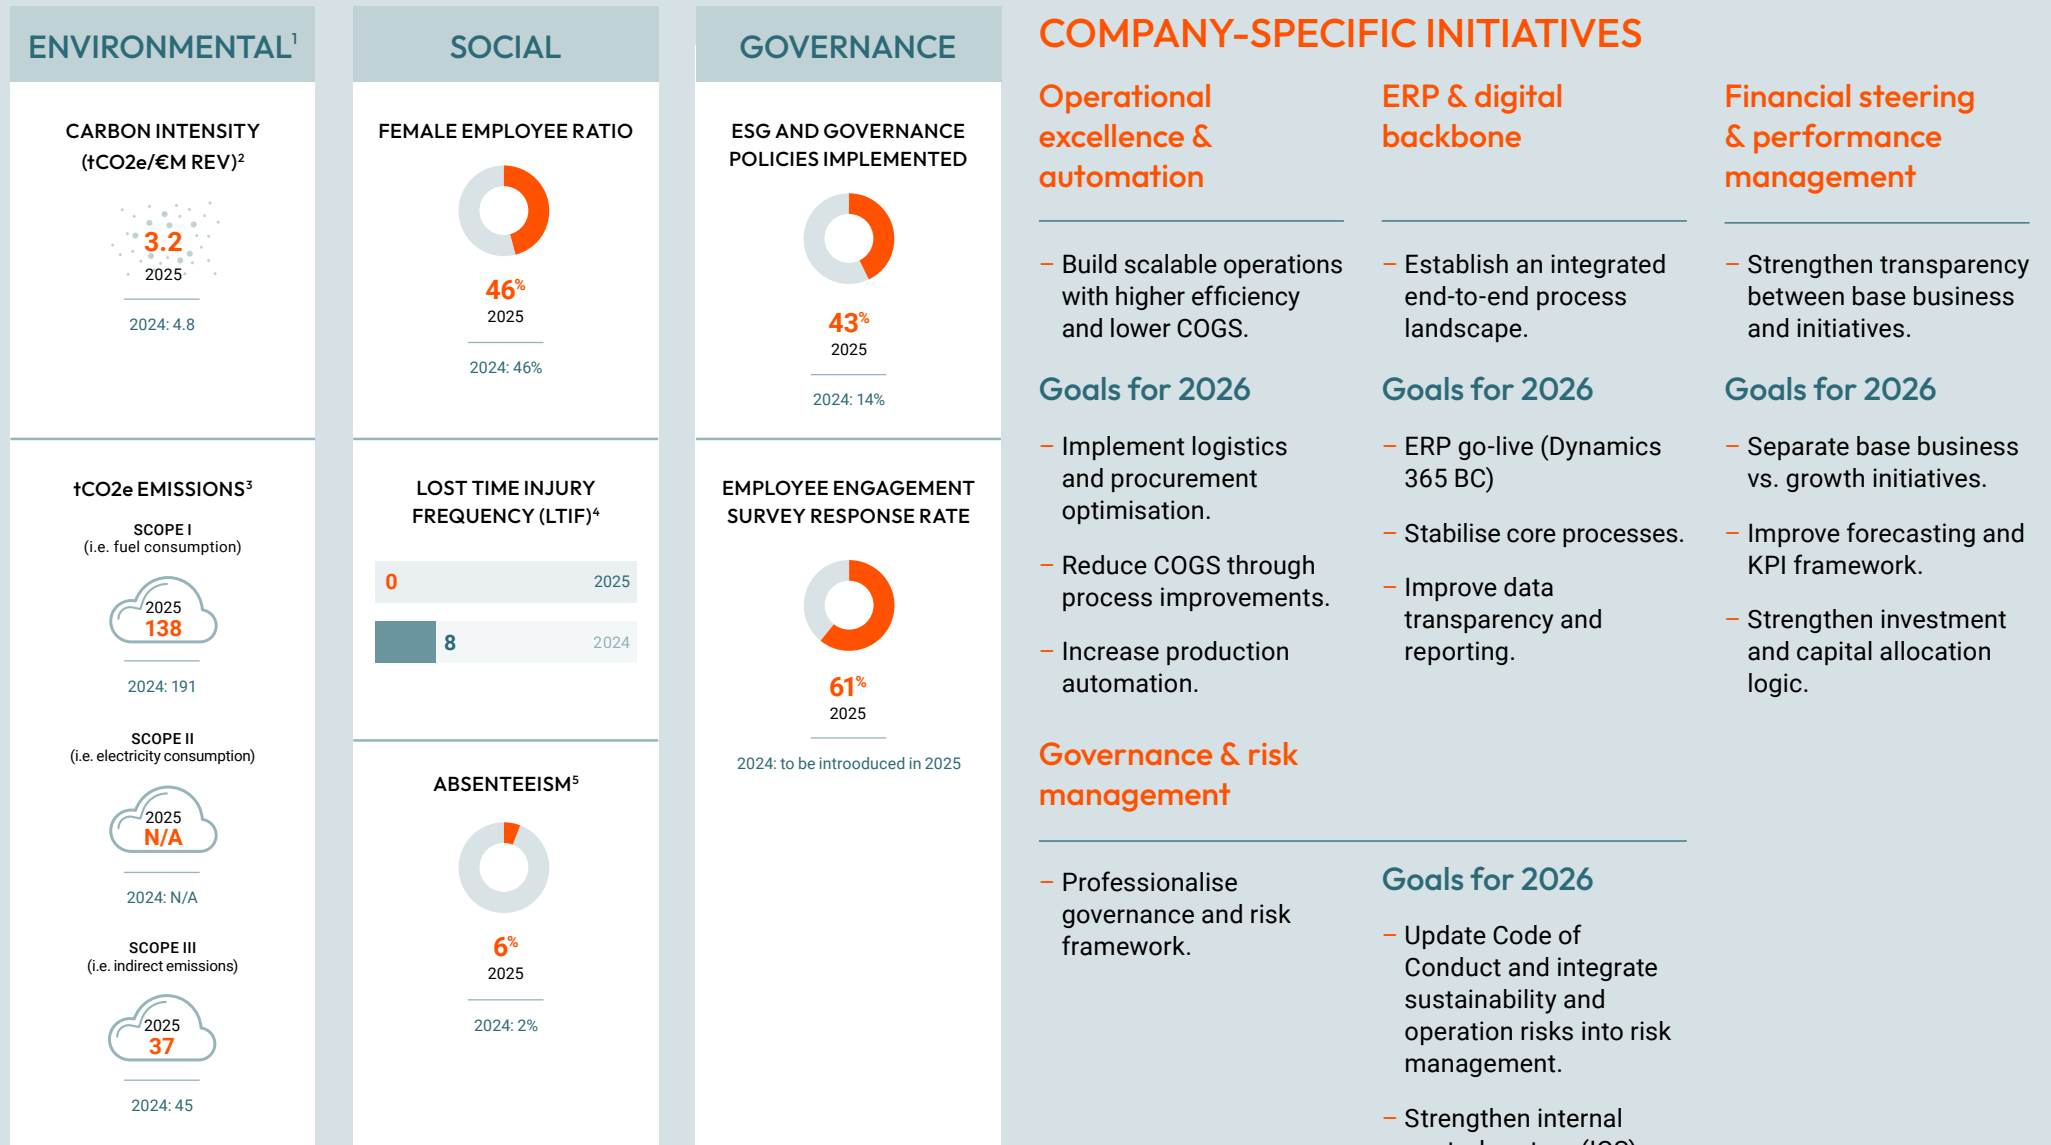 ENVIRONMENTAL¹
CARBON INTENSITY
(tCO2e/€M REV)²
3.2
2025
2024: 4.8
tCO2e EMISSIONS³
SCOPE I
(i.e. fuel consumption)
2025
138
2024: 191
SCOPE II
(i.e. electricity consumption)
2025
N/A
2024: N/A
SCOPE III
(i.e. indirect emissions)
2025
37
2024: 45
SOCIAL
FEMALE EMPLOYEE RATIO
46%
2025
2024: 46%
LOST TIME INJURY
FREQUENCY (LTIF)⁴
0 2025
8 2024
ABSENTEEISM⁵
6%
2025
2024: 2%
GOVERNANCE
ESG AND GOVERNANCE
POLICIES IMPLEMENTED
43%
2025
2024: 14%
EMPLOYEE ENGAGEMENT
SURVEY RESPONSE RATE
61%
2025
2024: to be introoduced in 2025
COMPANY-SPECIFIC INITIATIVES
Operational
excellence &
automation
– Build scalable operations
with higher efficiency
and lower COGS.
Goals for 2026
– Implement logistics
and procurement
optimisation.
– Reduce COGS through
process improvements.
– Increase production
automation.
ERP & digital
backbone
– Establish an integrated
end-to-end process
landscape.
Goals for 2026
– ERP go-live (Dynamics
365 BC)
– Stabilise core processes.
– Improve data
transparency and
reporting.
Financial steering
& performance
management
– Strengthen transparency
between base business
and initiatives.
Goals for 2026
– Separate base business
vs. growth initiatives.
– Improve forecasting and
KPI framework.
– Strengthen investment
and capital allocation
logic.
Governance & risk
management
– Professionalise
governance and risk
framework.
Goals for 2026
– Update Code of
Conduct and integrate
sustainability and
operation risks into risk
management.
– Strengthen internal